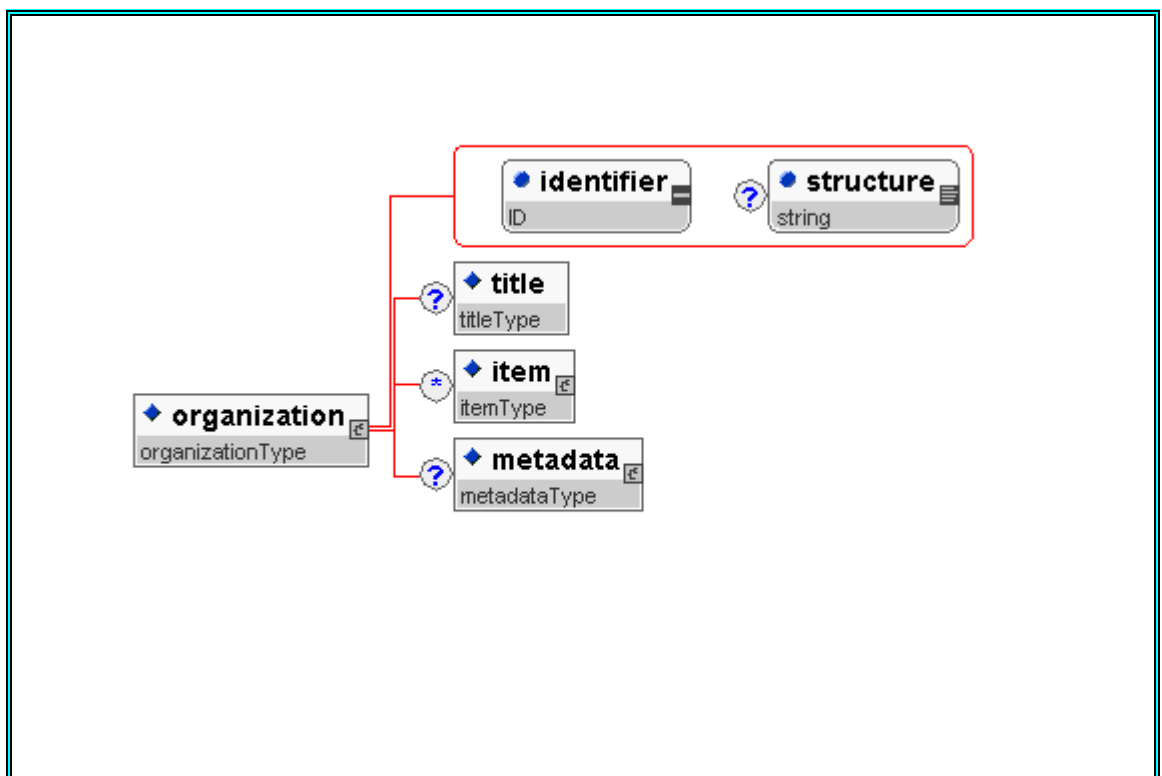 identifier
ID
?
structure
string
?
title
titleType
*
item
itemType
organization
organizationType
?
metadata
metadataType